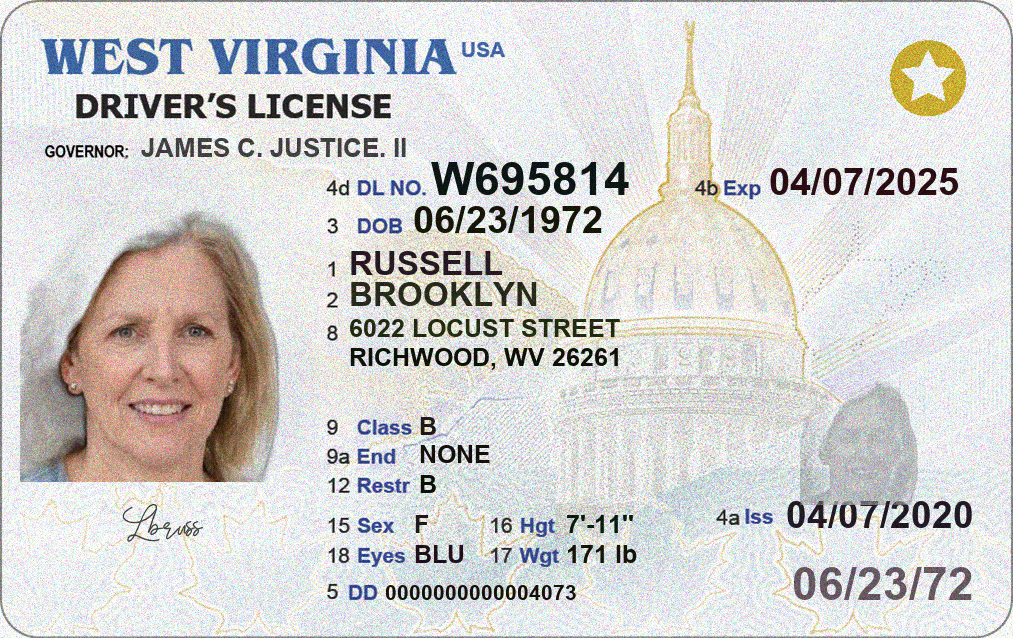 WEST VIRGINIA USA
DRIVER'S LICENSE
GOVERNOR: JAMES C. JUSTICE. II
4d DL NO. W695814 4b Exp 04/07/2025
3 DOB 06/23/1972
1 RUSSELL
2 BROOKLYN
8 6022 LOCUST STREET
RICHWOOD, WV 26261
9 Class B
9a End NONE
12 Restr B
15 Sex F 16 Hgt 7'-11" 4a Iss 04/07/2020
18 Eyes BLU 17 Wgt 171 lb
5 DD 0000000000004073
06/23/72
Lbruss